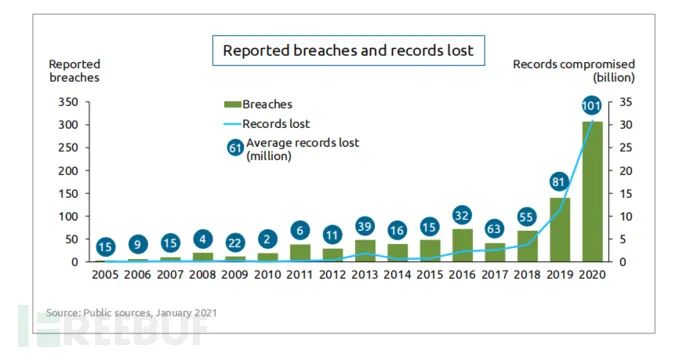 Reported breaches and records lost
Reported
breaches
Records compromised
(billion)
350
300
250
200
150
100
50
0
Breaches
Records lost
61 Average records lost
(million)
15 9 15 4 22 2 6 11 39 16 15 32 63 55 81 101
35
30
25
20
15
10
5
0
2005 2006 2007 2008 2009 2010 2011 2012 2013 2014 2015 2016 2017 2018 2019 2020
Source: Public sources, January 2021
FREEBUF